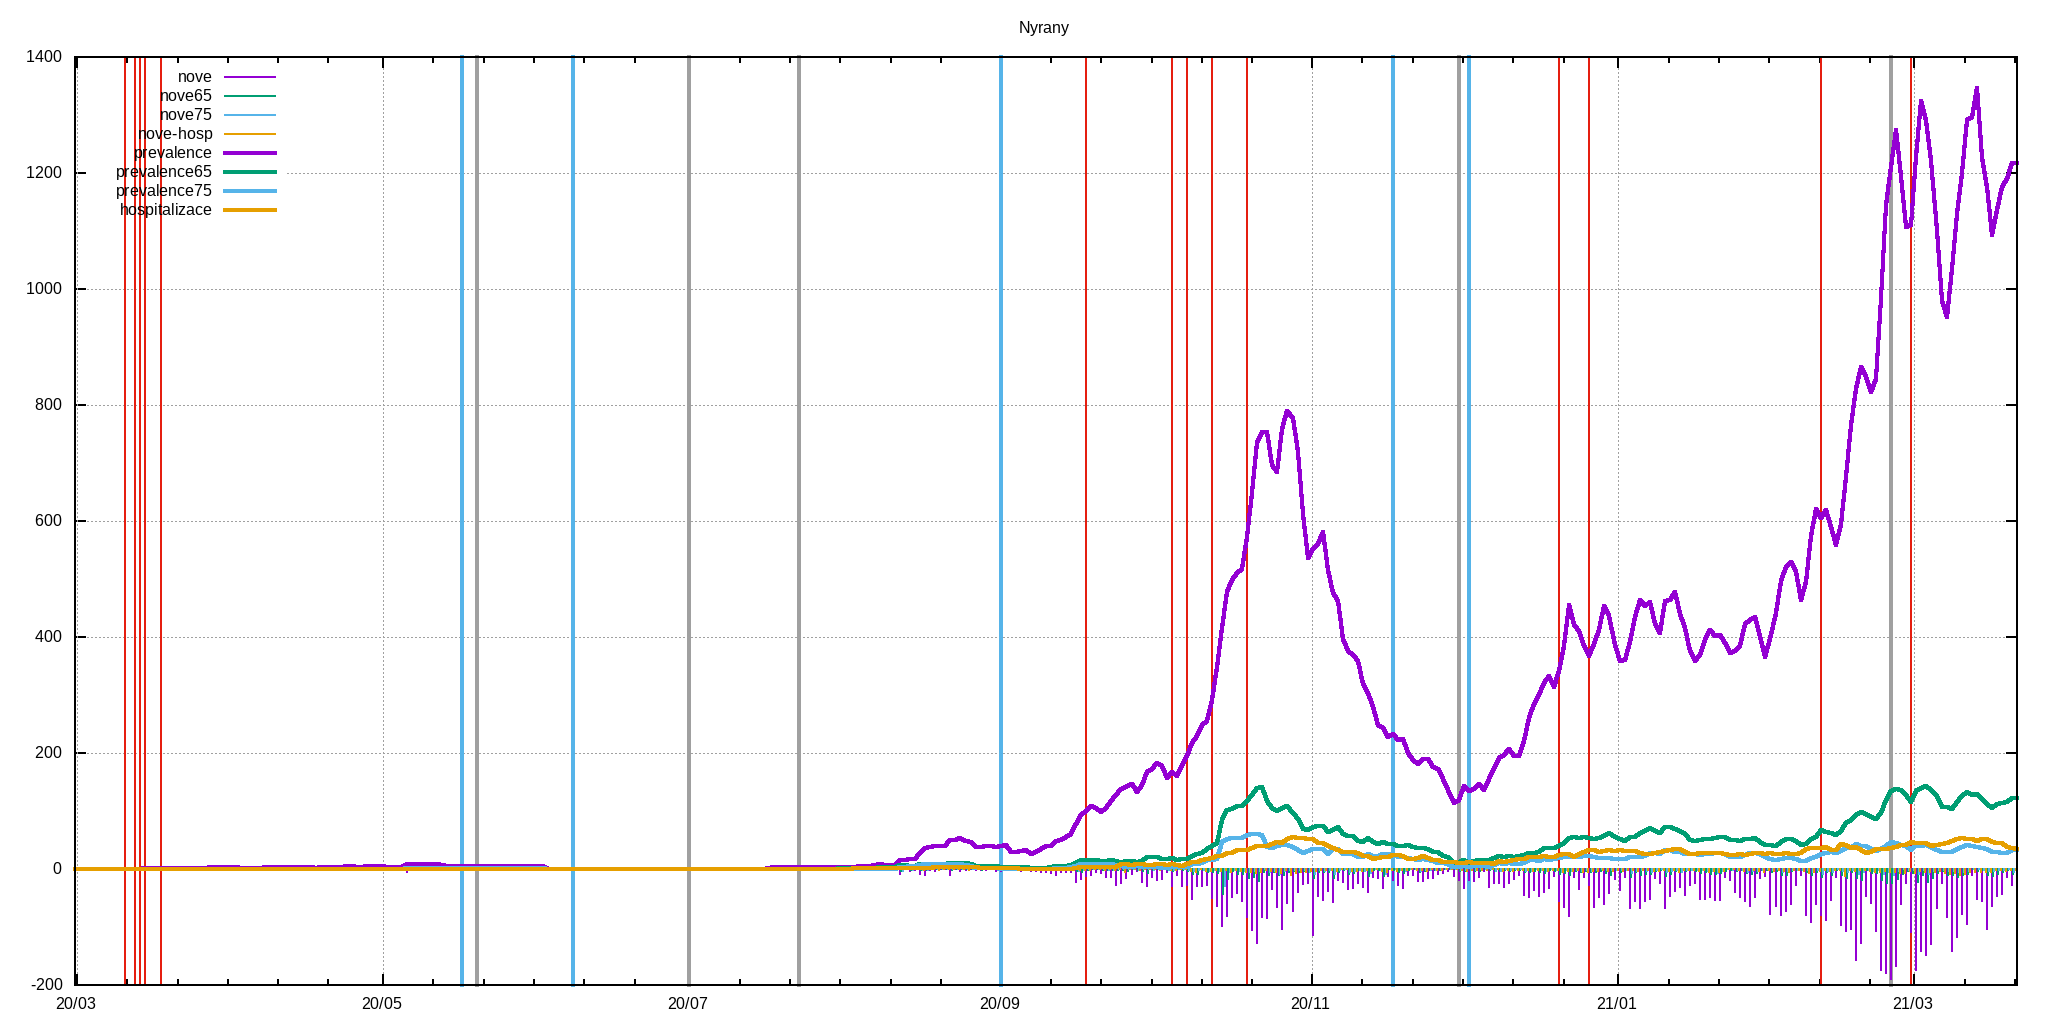 Nyrany
1400
1200
1000
800
600
400
200
0
-200
nove
nove65
nove75
nove-hosp
prevalence
prevalence65
prevalence75
hospitalizace
20/03
20/05
20/07
20/09
20/11
21/01
21/03